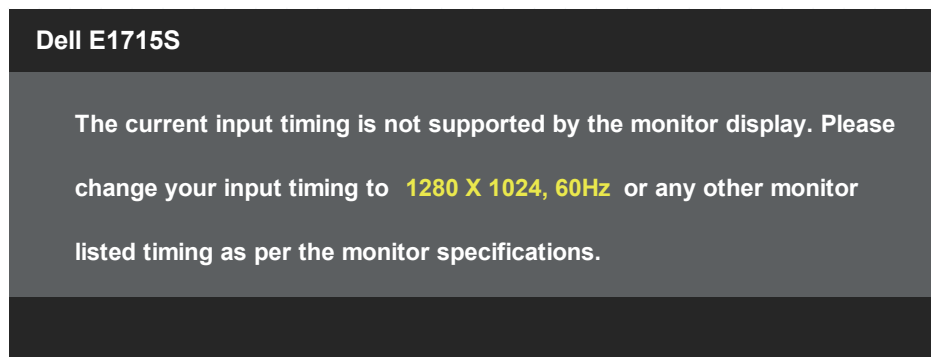 Dell E1715S
The current input timing is not supported by the monitor display. Please
change your input timing to 1280 X 1024, 60Hz or any other monitor
listed timing as per the monitor specifications.